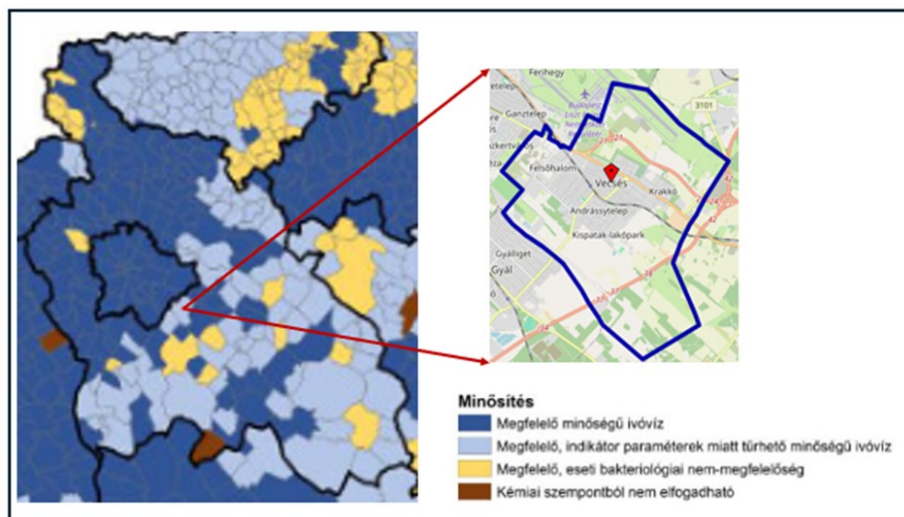 Ferihegy
Ganztelep
3101
Felsőhalom
Vecsés
Krakkó
Andrássytelep
Kispatak-lakópark
Gyálliget
Gyál
Minősítés
Megfelelő minőségű ivóvíz
Megfelelő, indikátor paraméterek miatt tűrhető minőségű ivóvíz
Megfelelő, eseti bakteriológiai nem-megfelelőség
Kémiai szempontból nem elfogadható